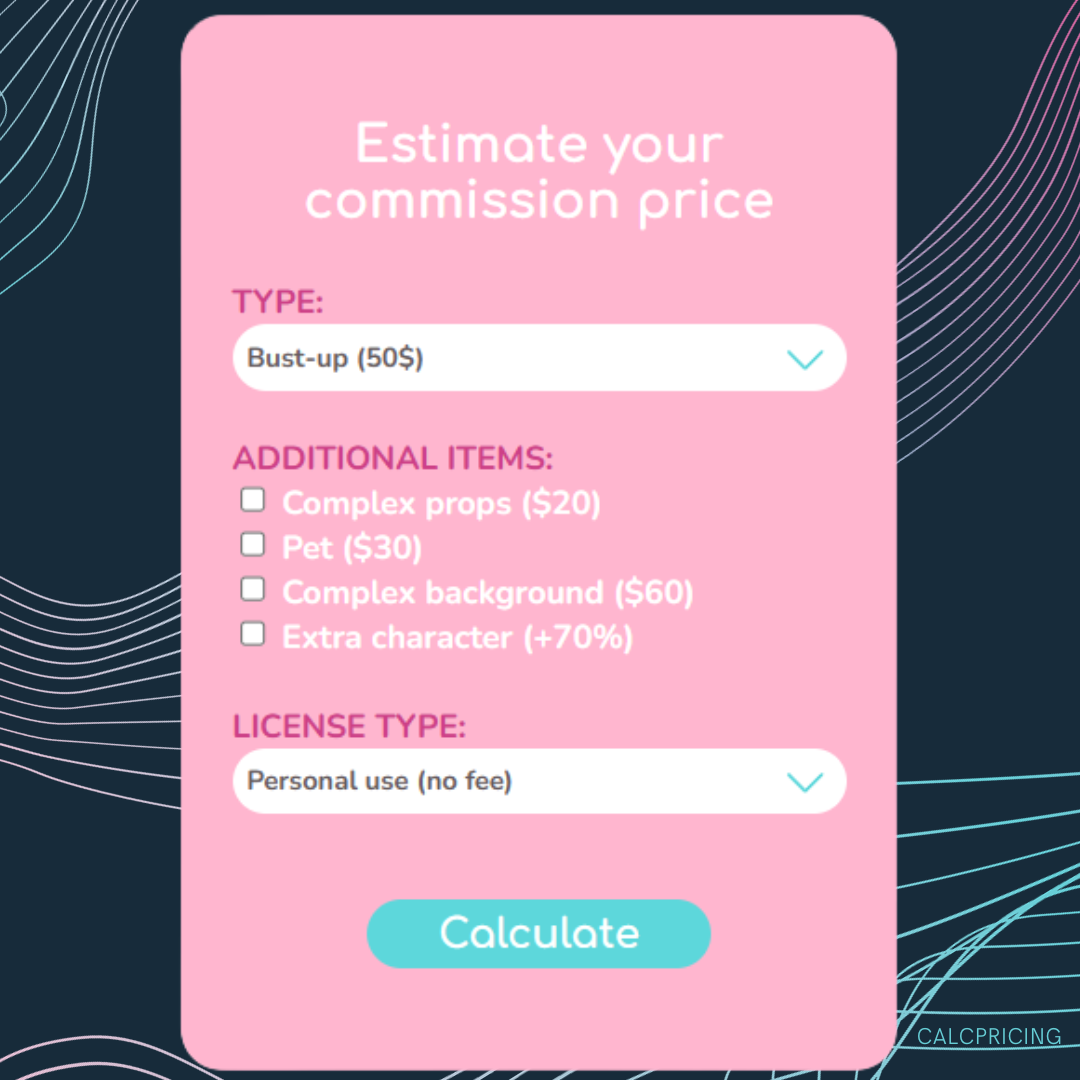 Estimate your
commission price
TYPE:
Bust-up (50$)
ADDITIONAL ITEMS:
Complex props ($20)
Pet ($30)
Complex background ($60)
Extra character (+70%)
LICENSE TYPE:
Personal use (no fee)
Calculate
CALCPRICING